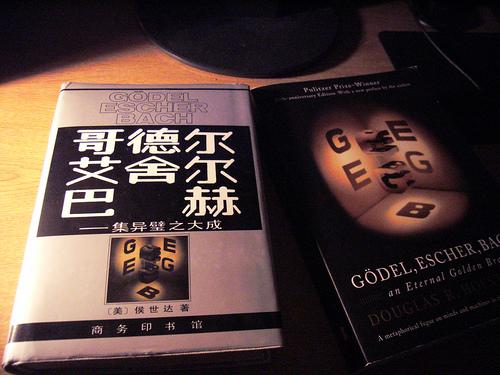 GÖDEL
ESCHER
BACH
哥德尔
艾舍尔
巴赫
——集异璧之大成
G E
E G
B
〔美〕侯世达 著
商务印书馆
Pulitzer Prize-Winner
-anniversary Edition: With a new preface by the author
G E
E G
B
GÖDEL, ESCHER, BAC
an Eternal Golden Br
DOUGLAS R. HO
A metaphorical fugue on minds and machines